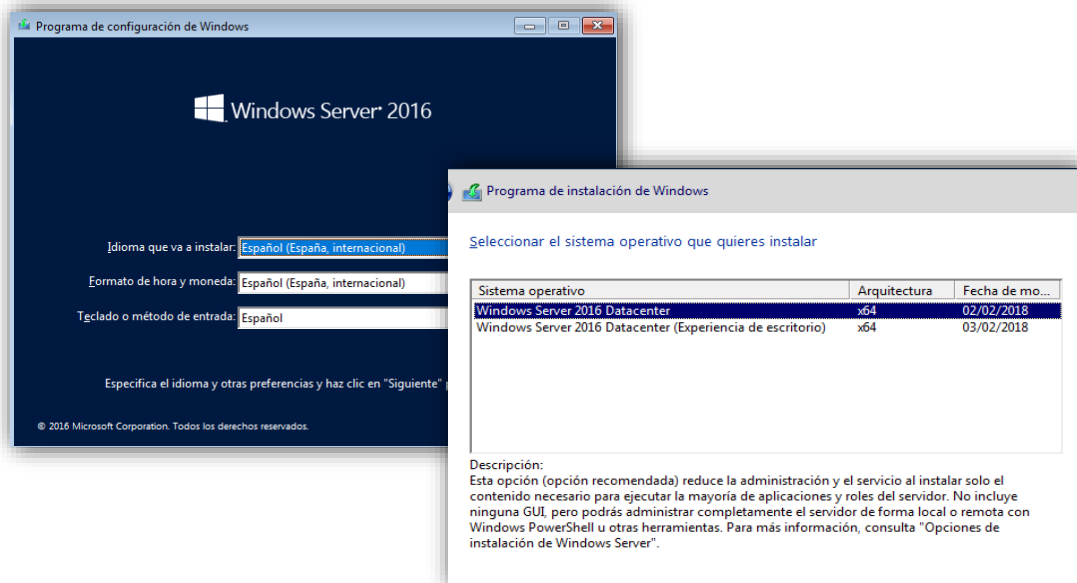 Programa de configuración de Windows
Windows Server® 2016
Idioma que va a instalar: Español (España, internacional)
Formato de hora y moneda: Español (España, internacional)
Teclado o método de entrada: Español
Especifica el idioma y otras preferencias y haz clic en "Siguiente"
© 2016 Microsoft Corporation. Todos los derechos reservados.
Programa de instalación de Windows
Seleccionar el sistema operativo que quieres instalar
Sistema operativo Arquitectura Fecha de mo...
Windows Server 2016 Datacenter x64 02/02/2018
Windows Server 2016 Datacenter (Experiencia de escritorio) x64 03/02/2018
Descripción:
Esta opción (opción recomendada) reduce la administración y el servicio al instalar solo el
contenido necesario para ejecutar la mayoría de aplicaciones y roles del servidor. No incluye
ninguna GUI, pero podrás administrar completamente el servidor de forma local o remota con
Windows PowerShell u otras herramientas. Para más información, consulta "Opciones de
instalación de Windows Server".